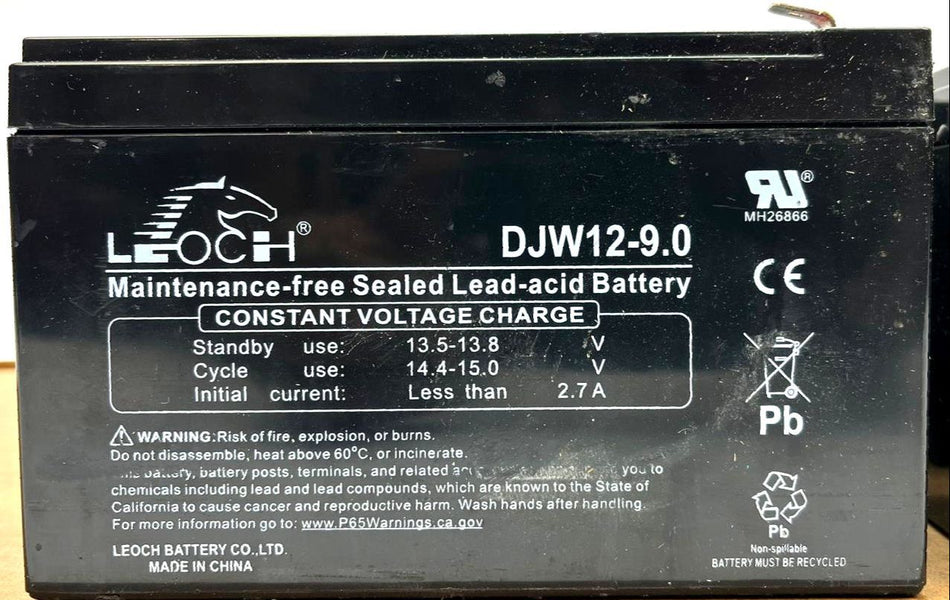 LEOCH®
DJW12-9.0
Maintenance-free Sealed Lead-acid Battery
CONSTANT VOLTAGE CHARGE
Standby use: 13.5-13.8 V
Cycle use: 14.4-15.0 V
Initial current: Less than 2.7 A
WARNING: Risk of fire, explosion, or burns.
Do not disassemble, heat above 60°C, or incinerate.
battery, battery posts, terminals, and related you to
chemicals including lead and lead compounds, which are known to the State of
California to cause cancer and reproductive harm. Wash hands after handling.
For more information go to: www.P65Warnings.ca.gov
LEOCH BATTERY CO.,LTD.
MADE IN CHINA
RU®
MH26866
CE
Pb
Pb
Non-spillable
BATTERY MUST BE RECYCLED